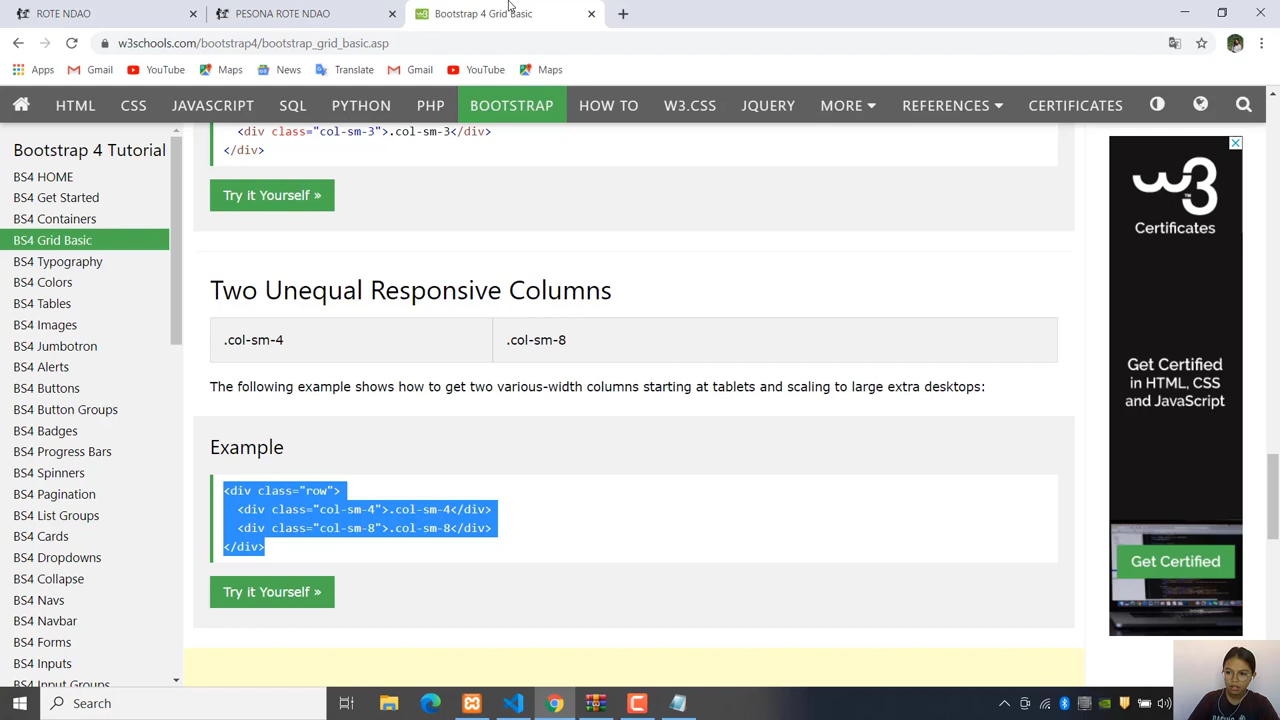 ROTE NDAO
PESONA ROTE NDAO
Bootstrap 4 Grid Basic
w3schools.com/bootstrap4/bootstrap_grid_basic.asp
Apps
Gmail
YouTube
Maps
News
Translate
Gmail
YouTube
Maps
HTML
CSS
JAVASCRIPT
SQL
PYTHON
PHP
BOOTSTRAP
HOW TO
W3.CSS
JQUERY
MORE
REFERENCES
CERTIFICATES
Bootstrap 4 Tutorial
BS4 HOME
BS4 Get Started
BS4 Containers
BS4 Grid Basic
BS4 Typography
BS4 Colors
BS4 Tables
BS4 Images
BS4 Jumbotron
BS4 Alerts
BS4 Buttons
BS4 Button Groups
BS4 Badges
BS4 Progress Bars
BS4 Spinners
BS4 Pagination
BS4 List Groups
BS4 Cards
BS4 Dropdowns
BS4 Collapse
BS4 Navs
BS4 Navbar
BS4 Forms
BS4 Inputs
BS4 Input Groups
<div class="col-sm-3">.col-sm-3</div>
</div>
Try it Yourself »
Two Unequal Responsive Columns
.col-sm-4
.col-sm-8
The following example shows how to get two various-width columns starting at tablets and scaling to large extra desktops:
Example
<div class="row">
<div class="col-sm-4">.col-sm-4</div>
<div class="col-sm-8">.col-sm-8</div>
</div>
Try it Yourself »
w3
Certificates
Get Certified
in HTML, CSS
and JavaScript
Get Certified
Search